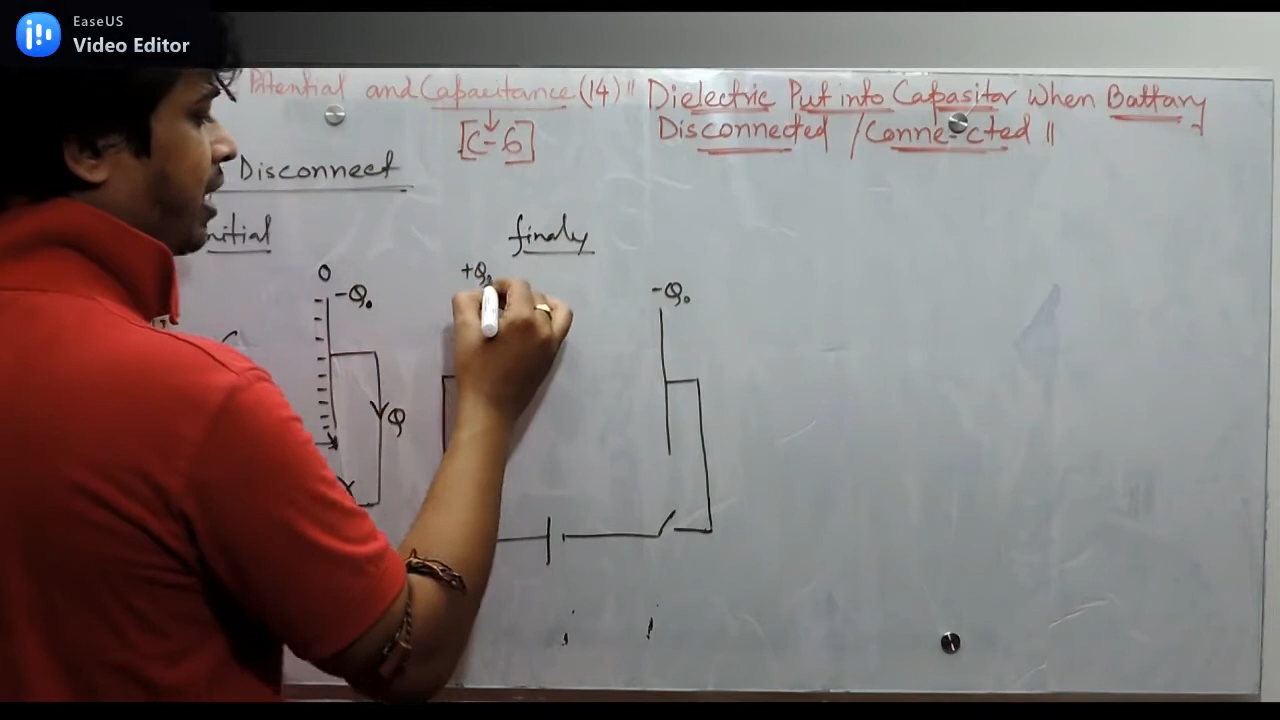 EaseUS
Video Editor
Potential and Capacitance (14) " Dielectric Put into Capasitor When Battary
Disconnected / Connected "
[C-6]
Disconnect
nitial
finaly
0
-Q₀
+Q₀
-Q₀
Q